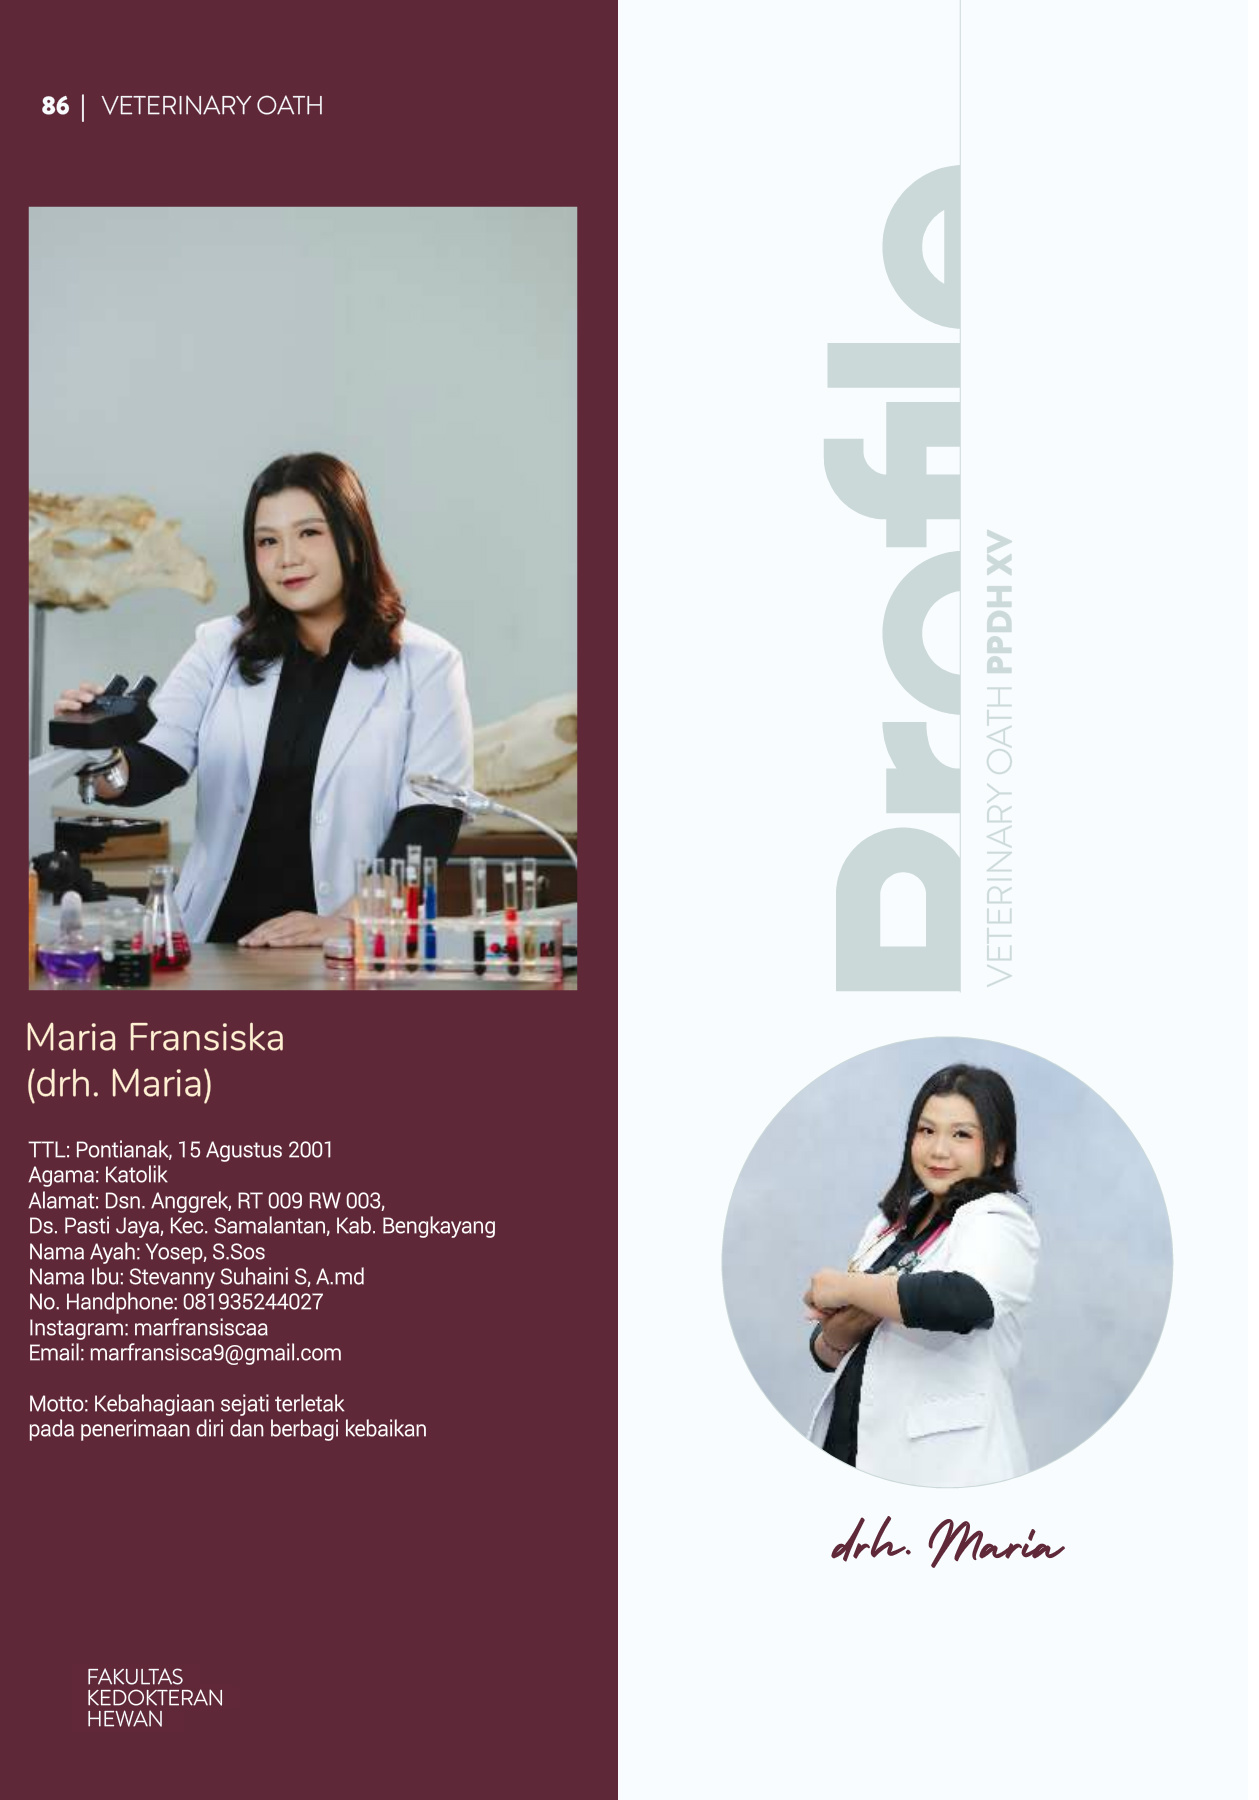 86 | VETERINARY OATH
Maria Fransiska
(drh. Maria)
TTL: Pontianak, 15 Agustus 2001
Agama: Katolik
Alamat: Dsn. Anggrek, RT 009 RW 003,
Ds. Pasti Jaya, Kec. Samalantan, Kab. Bengkayang
Nama Ayah: Yosep, S.Sos
Nama Ibu: Stevanny Suhaini S, A.md
No. Handphone: 081935244027
Instagram: marfransiscaa
Email: marfransisca9@gmail.com
Motto: Kebahagiaan sejati terletak
pada penerimaan diri dan berbagi kebaikan
FAKULTAS
KEDOKTERAN
HEWAN
Profile
VETERINARY OATH PPDH XV
drh. Maria